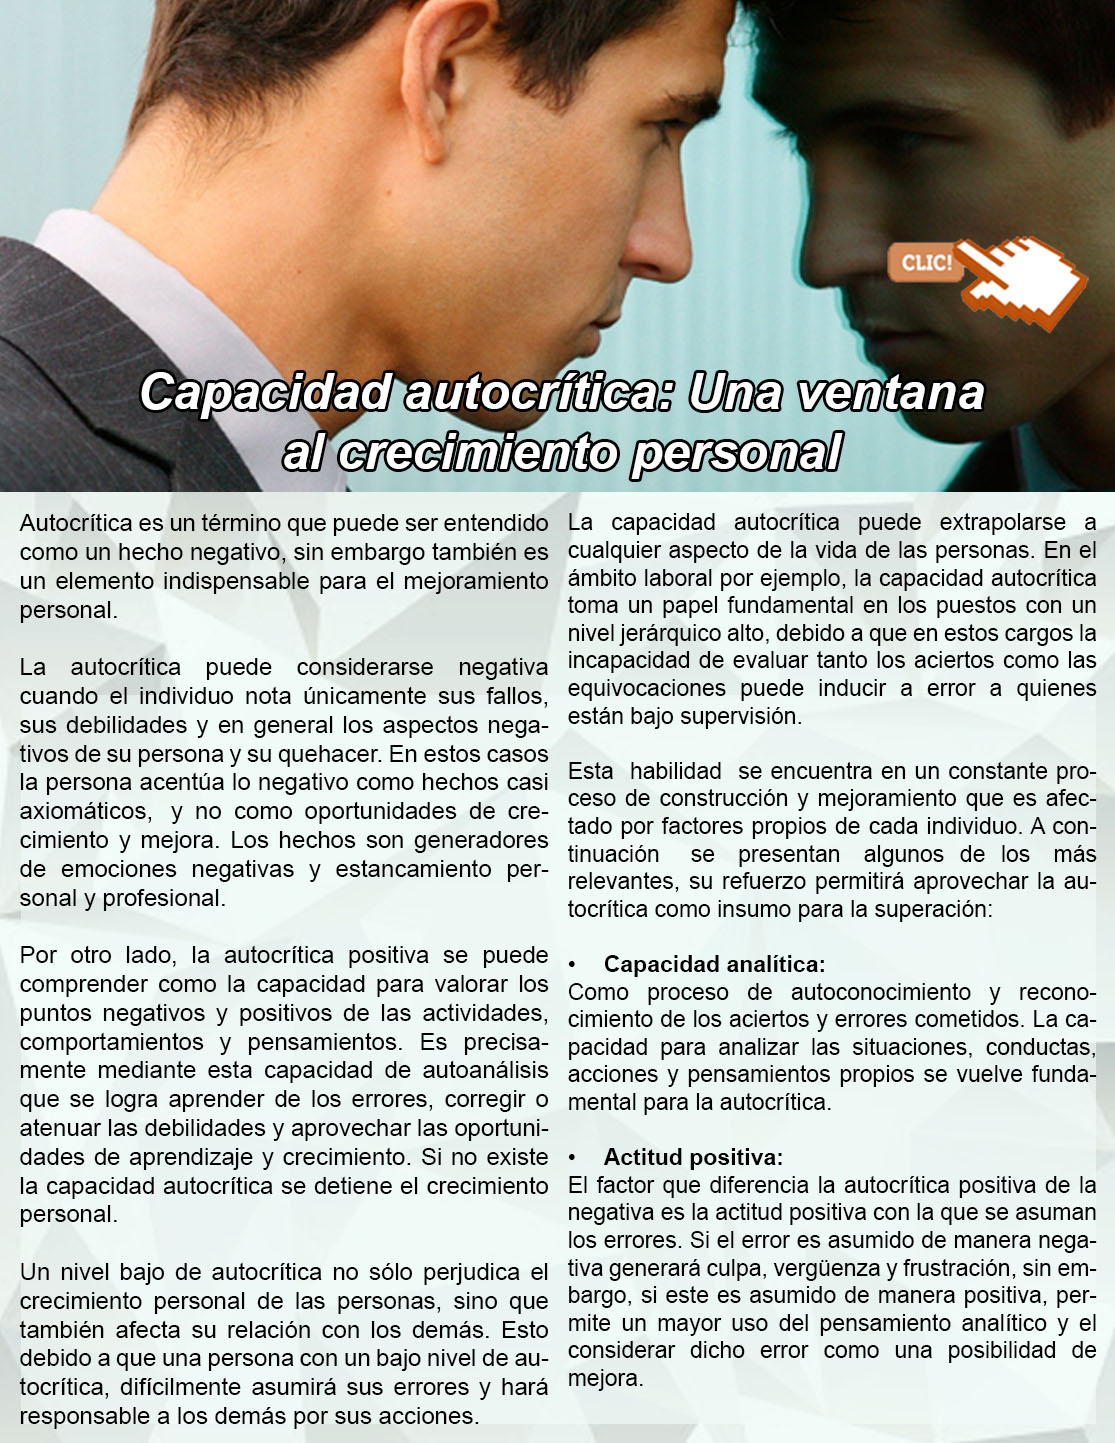 CLIC!
Capacidad autocrítica: Una ventana
al crecimiento personal
Autocrítica es un término que puede ser entendido
como un hecho negativo, sin embargo también es
un elemento indispensable para el mejoramiento
personal.
La autocrítica puede considerarse negativa
cuando el individuo nota únicamente sus fallos,
sus debilidades y en general los aspectos nega-
tivos de su persona y su quehacer. En estos casos
la persona acentúa lo negativo como hechos casi
axiomáticos, y no como oportunidades de cre-
cimiento y mejora. Los hechos son generadores
de emociones negativas y estancamiento per-
sonal y profesional.
Por otro lado, la autocrítica positiva se puede
comprender como la capacidad para valorar los
puntos negativos y positivos de las actividades,
comportamientos y pensamientos. Es precisa-
mente mediante esta capacidad de autoanálisis
que se logra aprender de los errores, corregir o
atenuar las debilidades y aprovechar las oportuni-
dades de aprendizaje y crecimiento. Si no existe
la capacidad autocrítica se detiene el crecimiento
personal.
Un nivel bajo de autocrítica no sólo perjudica el
crecimiento personal de las personas, sino que
también afecta su relación con los demás. Esto
debido a que una persona con un bajo nivel de au-
tocrítica, difícilmente asumirá sus errores y hará
responsable a los demás por sus acciones.
La capacidad autocrítica puede extrapolarse a
cualquier aspecto de la vida de las personas. En el
ámbito laboral por ejemplo, la capacidad autocrítica
toma un papel fundamental en los puestos con un
nivel jerárquico alto, debido a que en estos cargos la
incapacidad de evaluar tanto los aciertos como las
equivocaciones puede inducir a error a quienes
están bajo supervisión.
Esta habilidad se encuentra en un constante pro-
ceso de construcción y mejoramiento que es afec-
tado por factores propios de cada individuo. A con-
tinuación se presentan algunos de los más
relevantes, su refuerzo permitirá aprovechar la au-
tocrítica como insumo para la superación:
• Capacidad analítica:
Como proceso de autoconocimiento y recono-
cimiento de los aciertos y errores cometidos. La ca-
pacidad para analizar las situaciones, conductas,
acciones y pensamientos propios se vuelve funda-
mental para la autocrítica.
• Actitud positiva:
El factor que diferencia la autocrítica positiva de la
negativa es la actitud positiva con la que se asuman
los errores. Si el error es asumido de manera nega-
tiva generará culpa, vergüenza y frustración, sin em-
bargo, si este es asumido de manera positiva, per-
mite un mayor uso del pensamiento analítico y el
considerar dicho error como una posibilidad de
mejora.